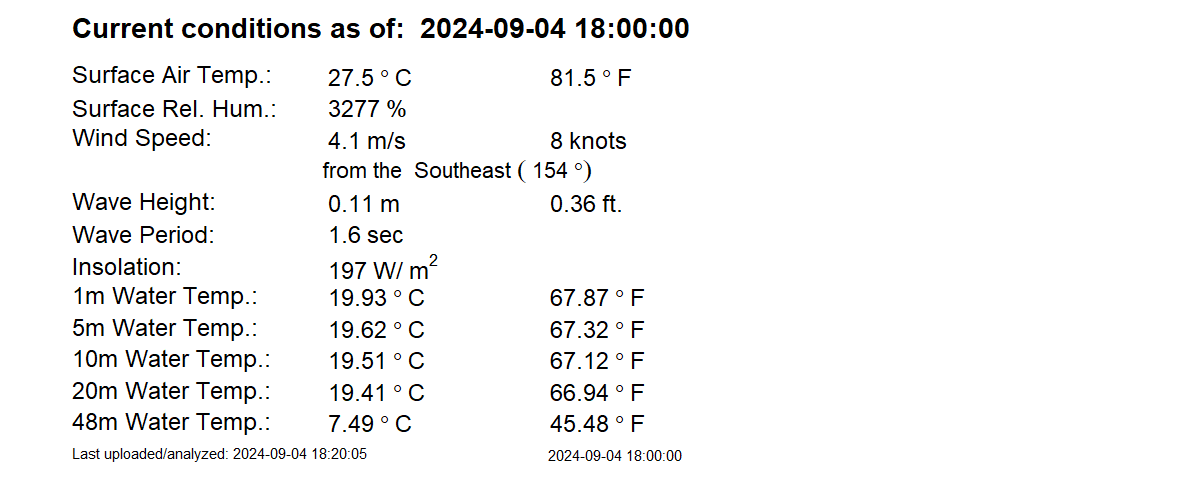 Current conditions as of:  2024-09-04 18:00:00
Surface Air Temp.: 27.5 ° C 81.5 ° F
Surface Rel. Hum.: 3277 %
Wind Speed: 4.1 m/s 8 knots
from the Southeast ( 154 °)
Wave Height: 0.11 m 0.36 ft.
Wave Period: 1.6 sec
Insolation: 197 W/ m²
1m Water Temp.: 19.93 ° C 67.87 ° F
5m Water Temp.: 19.62 ° C 67.32 ° F
10m Water Temp.: 19.51 ° C 67.12 ° F
20m Water Temp.: 19.41 ° C 66.94 ° F
48m Water Temp.: 7.49 ° C 45.48 ° F
Last uploaded/analyzed: 2024-09-04 18:20:05 2024-09-04 18:00:00